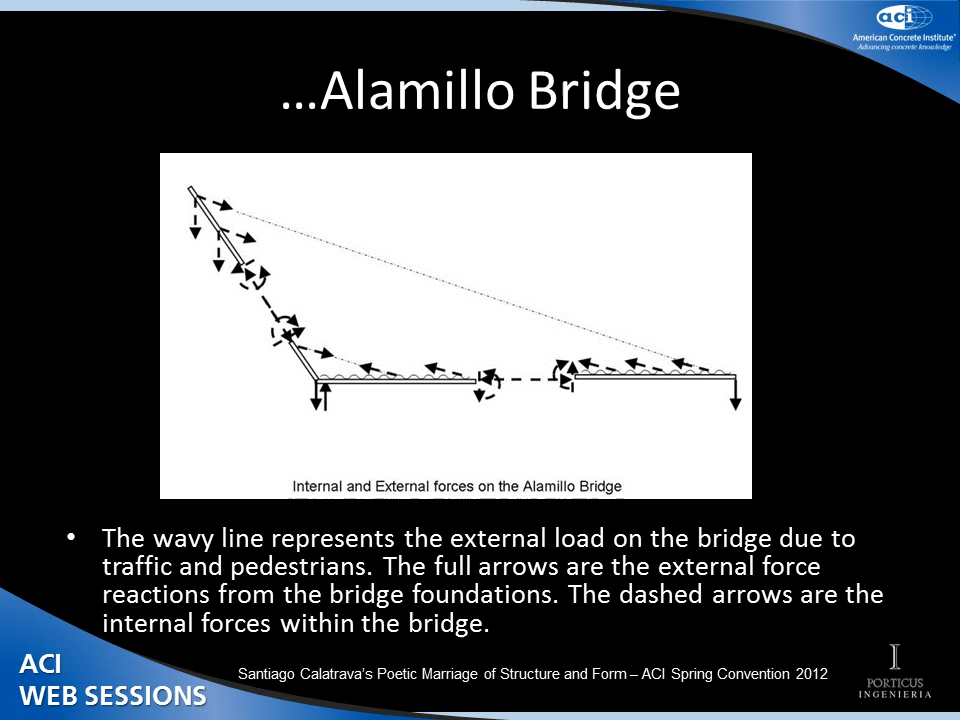 aci
American Concrete Institute®
Advancing concrete knowledge
...Alamillo Bridge
Internal and External forces on the Alamillo Bridge
• The wavy line represents the external load on the bridge due to
traffic and pedestrians. The full arrows are the external force
reactions from the bridge foundations. The dashed arrows are the
internal forces within the bridge.
ACI
WEB SESSIONS
Santiago Calatrava's Poetic Marriage of Structure and Form – ACI Spring Convention 2012
PORTICUS
INGENIERIA